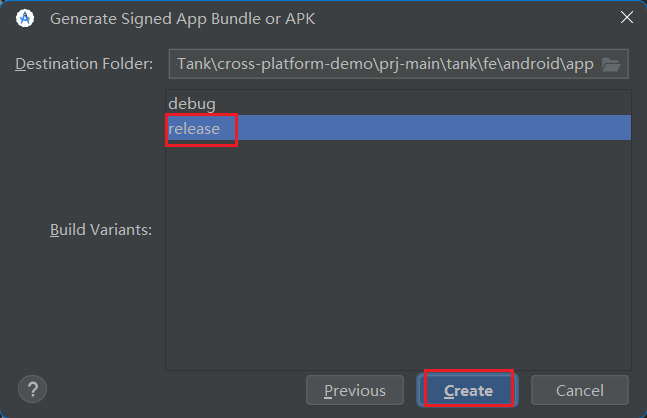 Generate Signed App Bundle or APK
Destination Folder: Tank\cross-platform-demo\prj-main\tank\fe\android\app
debug
release
Build Variants:
? Previous Create Cancel